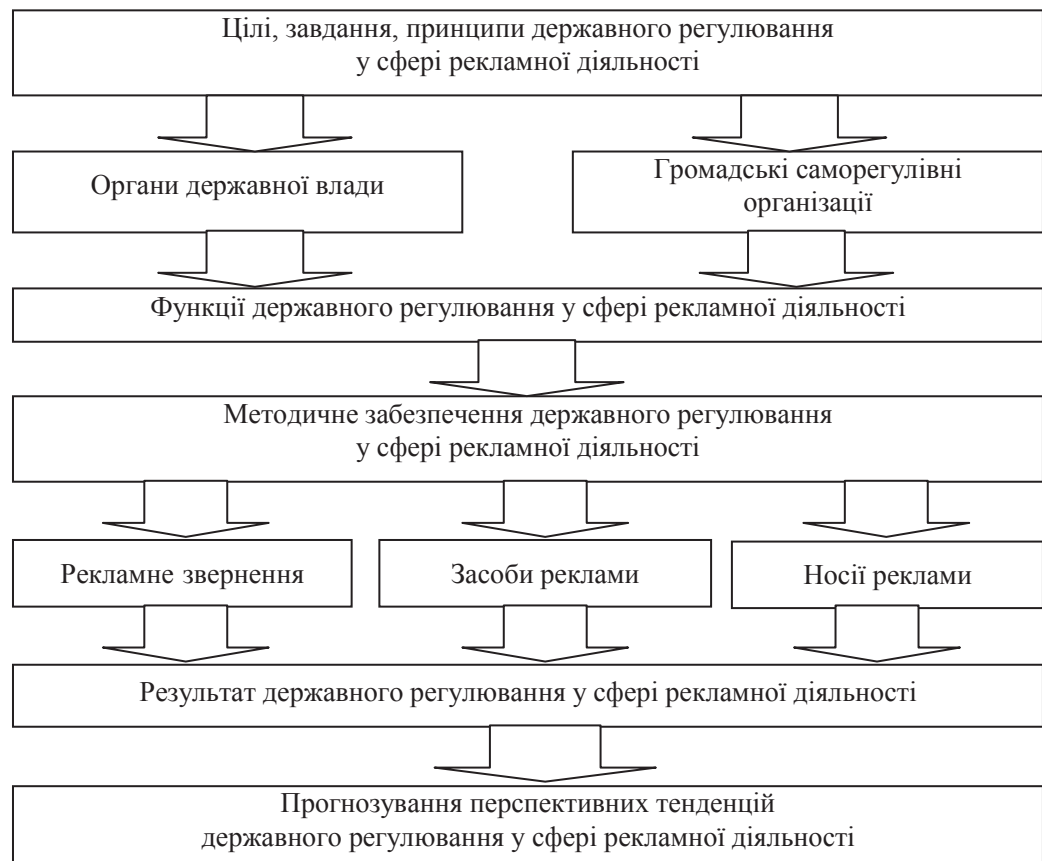 Цілі, завдання, принципи державного регулювання
у сфері рекламної діяльності
Органи державної влади
Громадські саморегулівні
організації
Функції державного регулювання у сфері рекламної діяльності
Методичне забезпечення державного регулювання
у сфері рекламної діяльності
Рекламне звернення
Засоби реклами
Носії реклами
Результат державного регулювання у сфері рекламної діяльності
Прогнозування перспективних тенденцій
державного регулювання у сфері рекламної діяльності